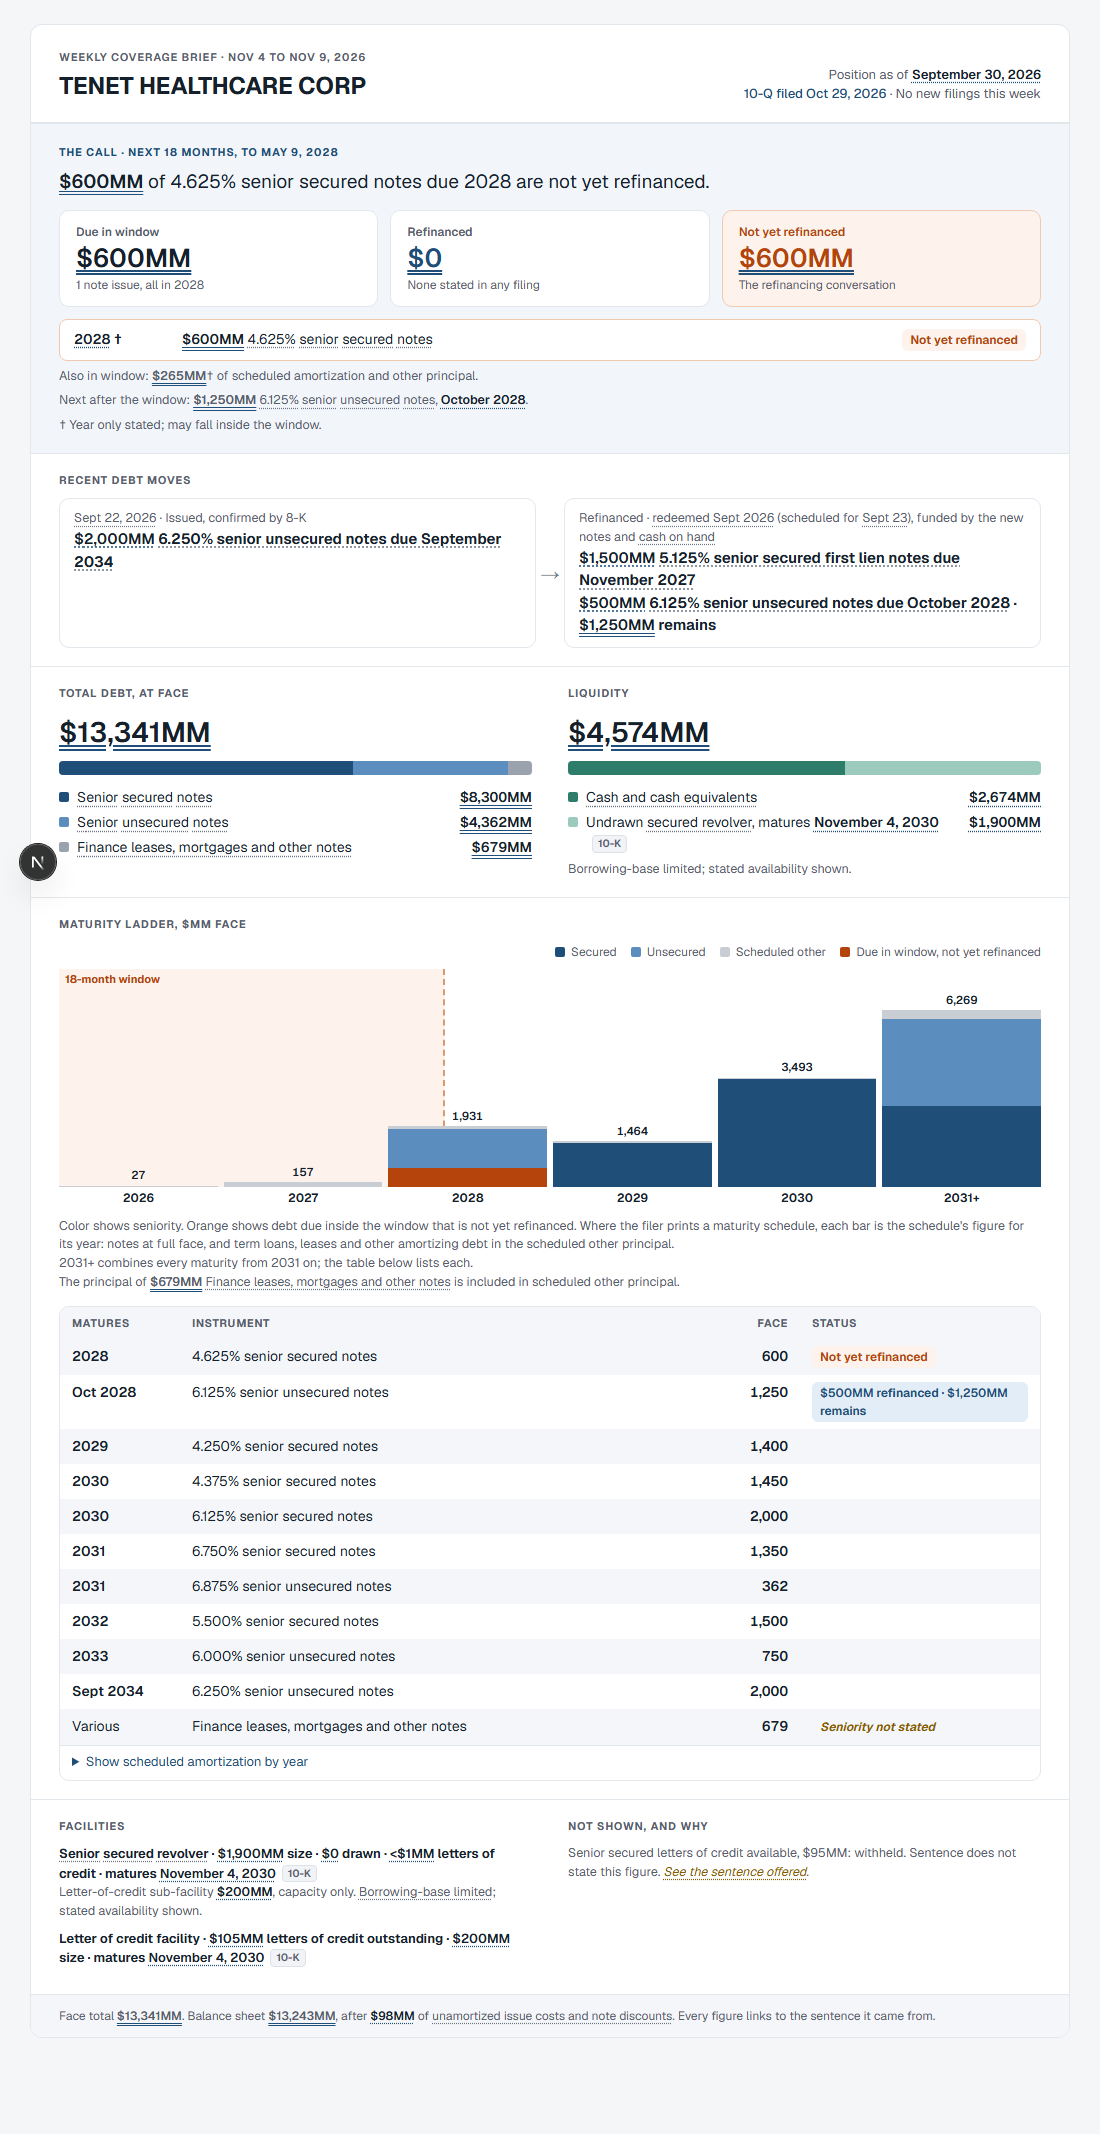 WEEKLY COVERAGE BRIEF · NOV 4 TO NOV 9, 2026
TENET HEALTHCARE CORP
Position as of September 30, 2026
10-Q filed Oct 29, 2026 · No new filings this week
THE CALL · NEXT 18 MONTHS, TO MAY 9, 2028
$600MM of 4.625% senior secured notes due 2028 are not yet refinanced.
Due in window
$600MM
1 note issue, all in 2028
Refinanced
$0
None stated in any filing
Not yet refinanced
$600MM
The refinancing conversation
2028 † $600MM 4.625% senior secured notes Not yet refinanced
Also in window: $265MM† of scheduled amortization and other principal.
Next after the window: $1,250MM 6.125% senior unsecured notes, October 2028.
† Year only stated; may fall inside the window.
RECENT DEBT MOVES
Sept 22, 2026 · Issued, confirmed by 8-K
$2,000MM 6.250% senior unsecured notes due September
2034
→
Refinanced · redeemed Sept 2026 (scheduled for Sept 23), funded by the new
notes and cash on hand
$1,500MM 5.125% senior secured first lien notes due
November 2027
$500MM 6.125% senior unsecured notes due October 2028 ·
$1,250MM remains
TOTAL DEBT, AT FACE
$13,341MM
Senior secured notes $8,300MM
Senior unsecured notes $4,362MM
Finance leases, mortgages and other notes $679MM
LIQUIDITY
$4,574MM
Cash and cash equivalents $2,674MM
Undrawn secured revolver, matures November 4, 2030 $1,900MM
10-K
Borrowing-base limited; stated availability shown.
N
MATURITY LADDER, $MM FACE
Secured Unsecured Scheduled other Due in window, not yet refinanced
18-month window
27
157
1,931
1,464
3,493
6,269
2026 2027 2028 2029 2030 2031+
Color shows seniority. Orange shows debt due inside the window that is not yet refinanced. Where the filer prints a maturity schedule, each bar is the schedule's figure for
its year: notes at full face, and term loans, leases and other amortizing debt in the scheduled other principal.
2031+ combines every maturity from 2031 on; the table below lists each.
The principal of $679MM Finance leases, mortgages and other notes is included in scheduled other principal.
MATURES INSTRUMENT FACE STATUS
2028 4.625% senior secured notes 600 Not yet refinanced
Oct 2028 6.125% senior unsecured notes 1,250 $500MM refinanced · $1,250MM
remains
2029 4.250% senior secured notes 1,400
2030 4.375% senior secured notes 1,450
2030 6.125% senior secured notes 2,000
2031 6.750% senior secured notes 1,350
2031 6.875% senior unsecured notes 362
2032 5.500% senior secured notes 1,500
2033 6.000% senior unsecured notes 750
Sept 2034 6.250% senior unsecured notes 2,000
Various Finance leases, mortgages and other notes 679 Seniority not stated
▶ Show scheduled amortization by year
FACILITIES
Senior secured revolver · $1,900MM size · $0 drawn · <$1MM letters of
credit · matures November 4, 2030 10-K
Letter-of-credit sub-facility $200MM, capacity only. Borrowing-base limited;
stated availability shown.
Letter of credit facility · $105MM letters of credit outstanding · $200MM
size · matures November 4, 2030 10-K
NOT SHOWN, AND WHY
Senior secured letters of credit available, $95MM: withheld. Sentence does not
state this figure. See the sentence offered.
Face total $13,341MM. Balance sheet $13,243MM, after $98MM of unamortized issue costs and note discounts. Every figure links to the sentence it came from.